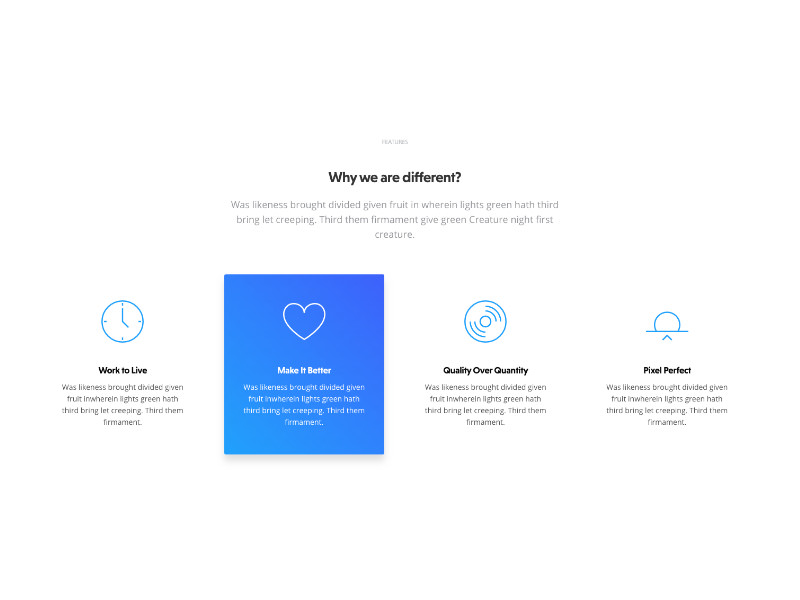 FEATURES
Why we are different?
Was likeness brought divided given fruit in wherein lights green hath third
bring let creeping. Third them firmament give green Creature night first
creature.
Work to Live
Was likeness brought divided given
fruit inwherein lights green hath
third bring let creeping. Third them
firmament.
Make It Better
Was likeness brought divided given
fruit inwherein lights green hath
third bring let creeping. Third them
firmament.
Quality Over Quantity
Was likeness brought divided given
fruit inwherein lights green hath
third bring let creeping. Third them
firmament.
Pixel Perfect
Was likeness brought divided given
fruit inwherein lights green hath
third bring let creeping. Third them
firmament.